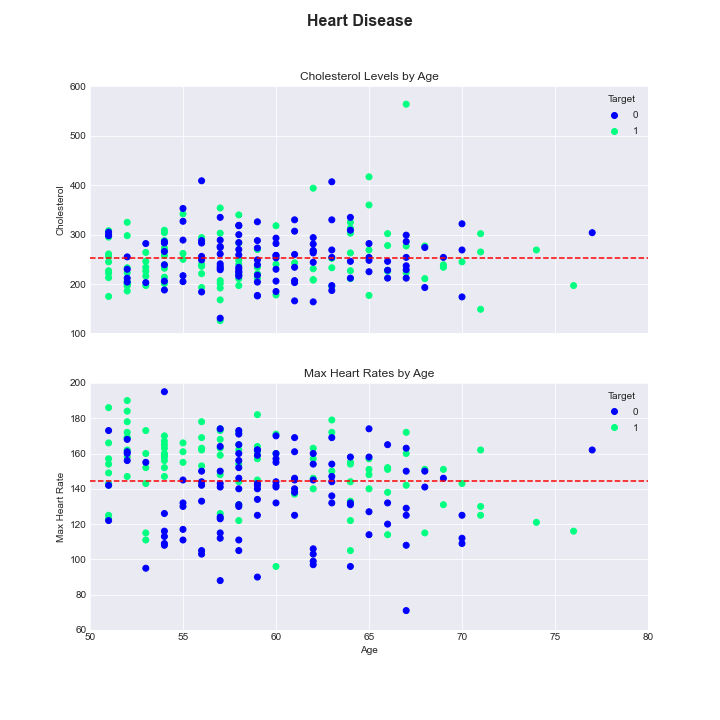 Heart Disease
Cholesterol Levels by Age
600
500
400
300
200
100
Cholesterol
Target
0
1
Max Heart Rates by Age
200
180
160
140
120
100
80
60
Max Heart Rate
Target
0
1
50 55 60 65 70 75 80
Age